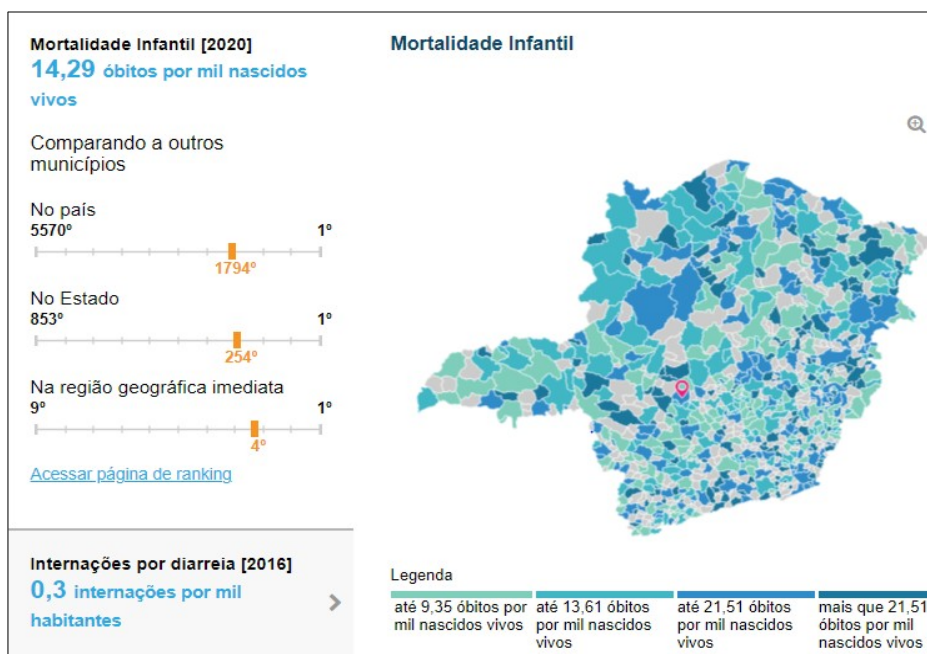 Mortalidade Infantil [2020]
14,29 óbitos por mil nascidos
vivos
Comparando a outros
municípios
No país
5570º 1º
1794º
No Estado
853º 1º
254º
Na região geográfica imediata
9º 1º
4º
Acessar página de ranking
Internações por diarreia [2016]
0,3 internações por mil
habitantes
Mortalidade Infantil
Legenda
até 9,35 óbitos por
mil nascidos vivos
até 13,61 óbitos
por mil nascidos
vivos
até 21,51 óbitos
por mil nascidos
vivos
mais que 21,51
óbitos por mil
nascidos vivos